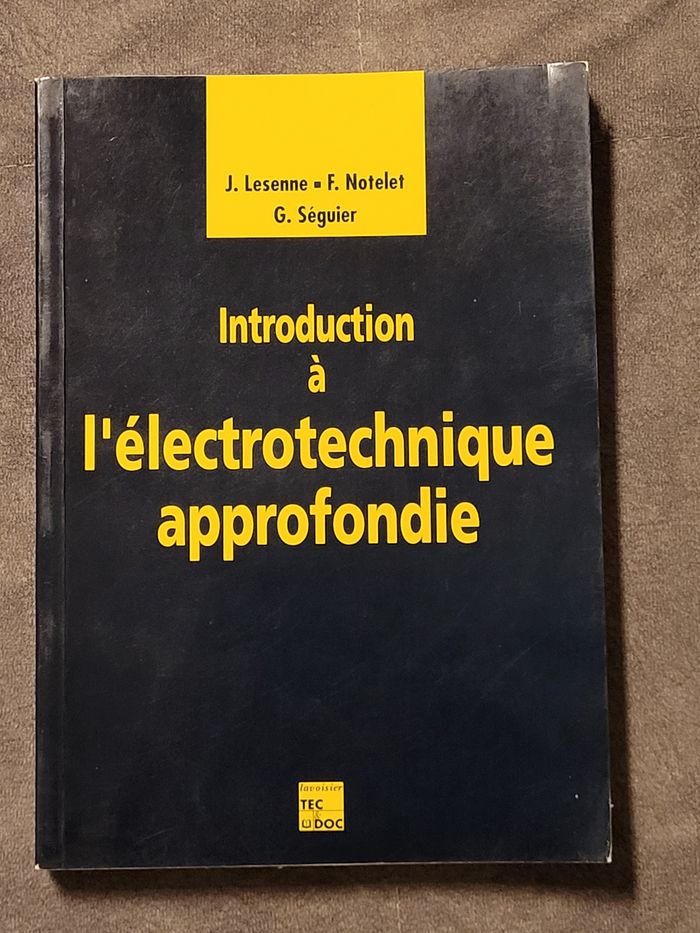 J. Lesenne ▪ F. Notelet
G. Séguier
Introduction
à
l'électrotechnique
approfondie
lavoisier
TEC
&
DOC